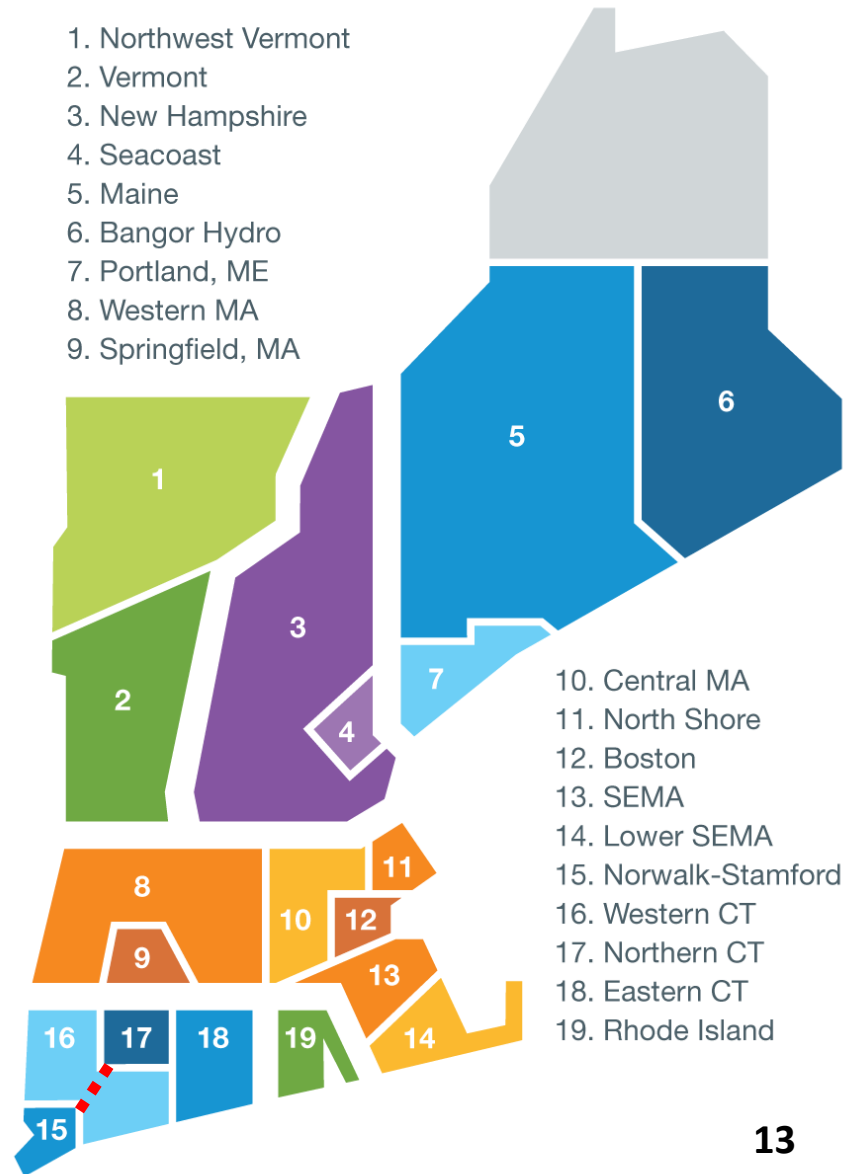 1. Northwest Vermont
2. Vermont
3. New Hampshire
4. Seacoast
5. Maine
6. Bangor Hydro
7. Portland, ME
8. Western MA
9. Springfield, MA
1
2
3
4
5
6
7
8
9
10
11
12
13
14
15
16
17
18
19
10. Central MA
11. North Shore
12. Boston
13. SEMA
14. Lower SEMA
15. Norwalk-Stamford
16. Western CT
17. Northern CT
18. Eastern CT
19. Rhode Island
13